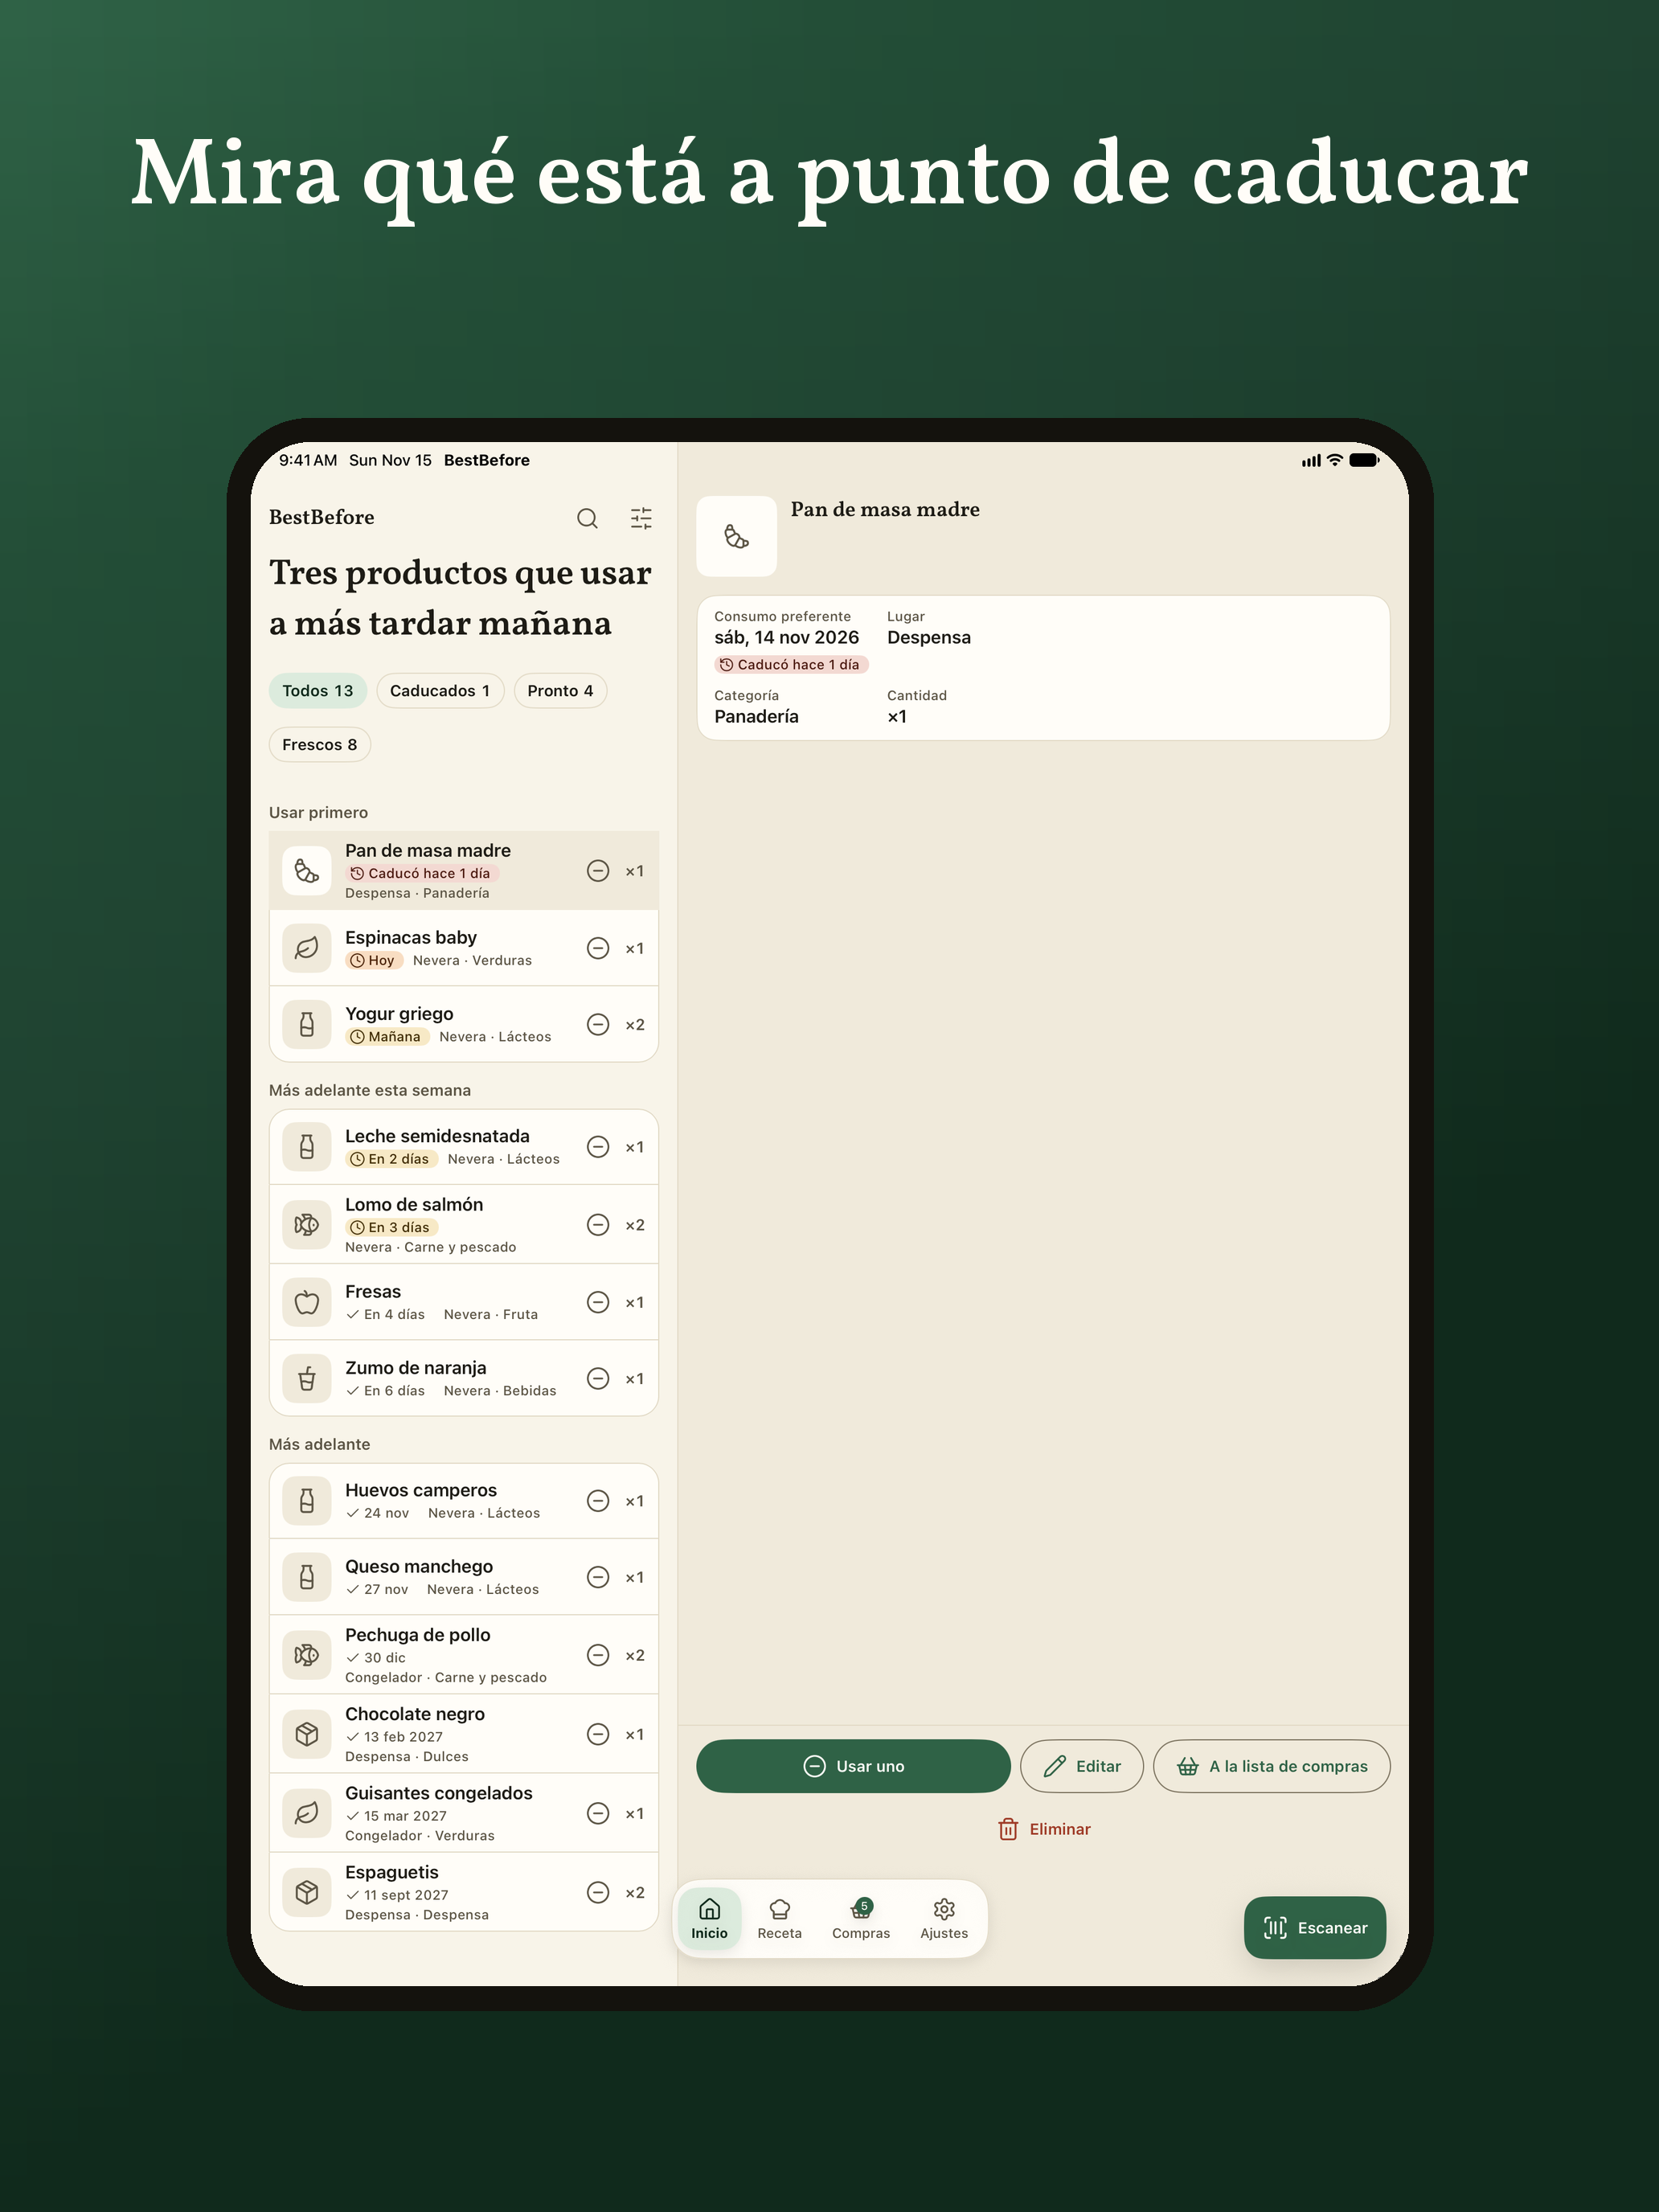 Mira qué está a punto de caducar
9:41 AM Sun Nov 15 BestBefore
BestBefore
Tres productos que usar
a más tardar mañana
Todos 13
Caducados 1
Pronto 4
Frescos 8
Usar primero
Pan de masa madre
Caducó hace 1 día
Despensa · Panadería
×1
Espinacas baby
Hoy Nevera · Verduras
×1
Yogur griego
Mañana Nevera · Lácteos
×2
Más adelante esta semana
Leche semidesnatada
En 2 días Nevera · Lácteos
×1
Lomo de salmón
En 3 días
Nevera · Carne y pescado
×2
Fresas
En 4 días Nevera · Fruta
×1
Zumo de naranja
En 6 días Nevera · Bebidas
×1
Más adelante
Huevos camperos
24 nov Nevera · Lácteos
×1
Queso manchego
27 nov Nevera · Lácteos
×1
Pechuga de pollo
30 dic
Congelador · Carne y pescado
×2
Chocolate negro
13 feb 2027
Despensa · Dulces
×1
Guisantes congelados
15 mar 2027
Congelador · Verduras
×1
Espaguetis
11 sept 2027
Despensa · Despensa
×2
Pan de masa madre
Consumo preferente
sáb, 14 nov 2026
Caducó hace 1 día
Lugar
Despensa
Categoría
Panadería
Cantidad
×1
Usar uno
Editar
A la lista de compras
Eliminar
Inicio
Receta
5
Compras
Ajustes
Escanear